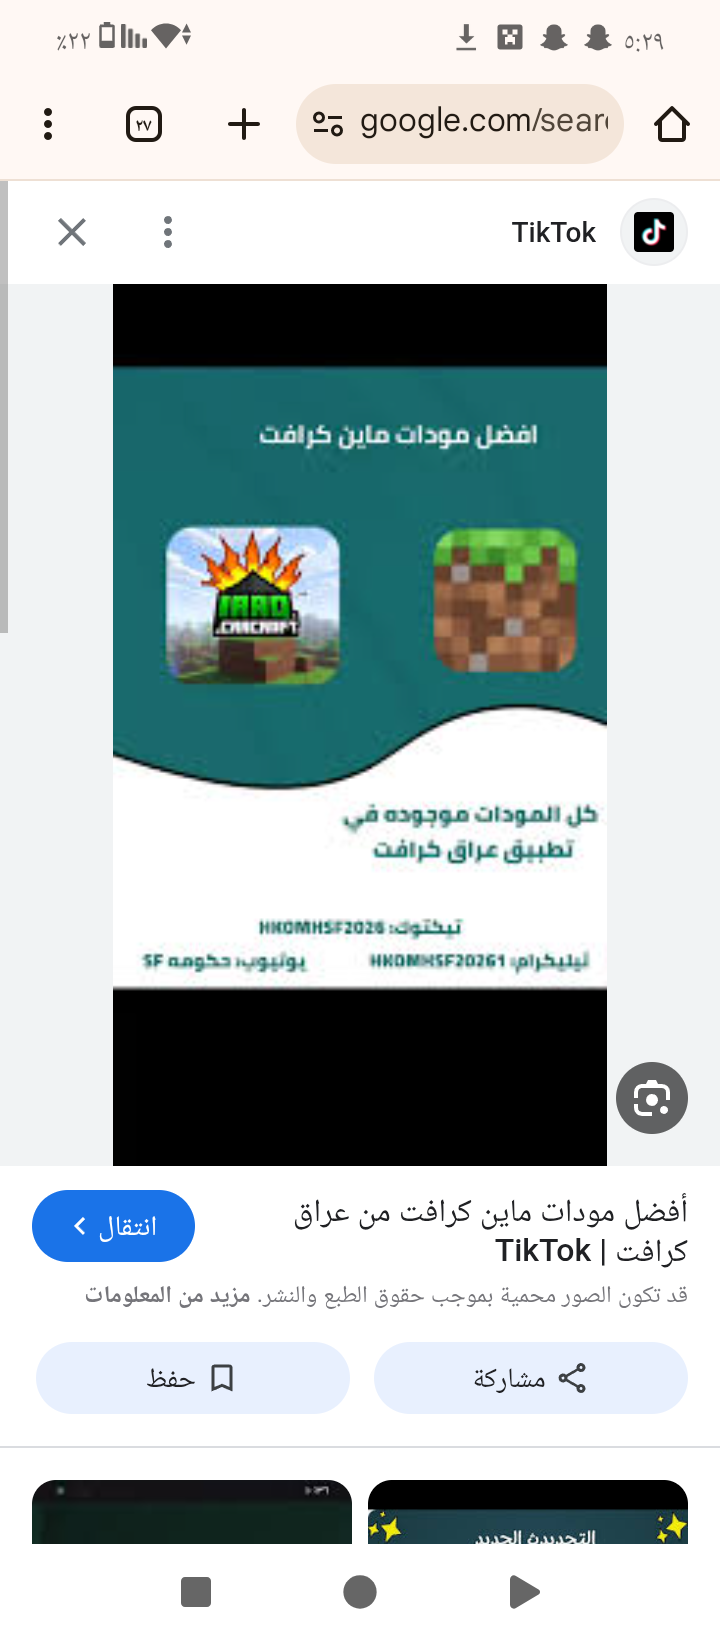 ٪٢٢
٥:٢٩
٢٧
google.com/sear
TikTok
افضل مودات ماين كرافت
IRAQ
CRACRAFT
كل المودات موجوده في
تطبيق عراق كرافت
تيكتوك: HKOMHSF2026
تيليكرام: HKOMHSF20261
يوتيوب: حكومه SF
أفضل مودات ماين كرافت من عراق
كرافت | TikTok
انتقال
قد تكون الصور محمية بموجب حقوق الطبع والنشر. مزيد من المعلومات
مشاركة
حفظ
التحديث الجديد